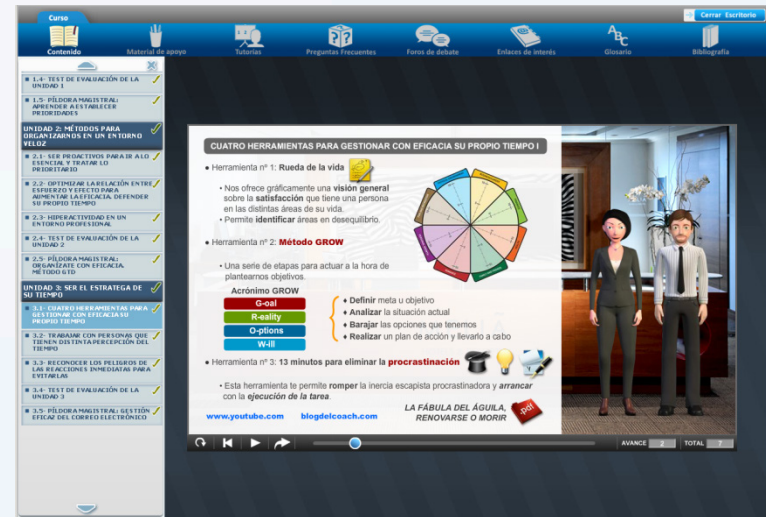 Curso
Cerrar Escritorio
Contenido
Material de apoyo
Tutorías
Preguntas Frecuentes
Foros de debate
Enlaces de interés
Glosario
Bibliografía
1.4- TEST DE EVALUACIÓN DE LA
UNIDAD 1
1.5- PÍLDORA MAGISTRAL:
APRENDER A ESTABLECER
PRIORIDADES
UNIDAD 2: MÉTODOS PARA
ORGANIZARNOS EN UN ENTORNO
VELOZ
2.1- SER PROACTIVOS PARA IR A LO
ESENCIAL Y TRATAR LO
PRIORITARIO
2.2- OPTIMIZAR LA RELACIÓN ENTRE
ESFUERZO Y EFECTO PARA
AUMENTAR LA EFICACIA. DEFENDER
SU PROPIO TIEMPO
2.3- HIPERACTIVIDAD EN UN
ENTORNO PROFESIONAL
2.4- TEST DE EVALUACIÓN DE LA
UNIDAD 2
2.5- PÍLDORA MAGISTRAL:
ORGANÍZATE CON EFICACIA.
MÉTODO GTD
UNIDAD 3: SER EL ESTRATEGA DE
SU TIEMPO
3.1- CUATRO HERRAMIENTAS PARA
GESTIONAR CON EFICACIA SU
PROPIO TIEMPO
3.2- TRABAJAR CON PERSONAS QUE
TIENEN DISTINTA PERCEPCIÓN DEL
TIEMPO
3.3- RECONOCER LOS PELIGROS DE
LAS REACCIONES INMEDIATAS PARA
EVITARLAS
3.4- TEST DE EVALUACIÓN DE LA
UNIDAD 3
3.5- PÍLDORA MAGISTRAL: GESTIÓN
EFICAZ DEL CORREO ELECTRÓNICO
CUATRO HERRAMIENTAS PARA GESTIONAR CON EFICACIA SU PROPIO TIEMPO I
• Herramienta nº 1: Rueda de la vida
• Nos ofrece gráficamente una visión general
sobre la satisfacción que tiene una persona
en las distintas áreas de su vida.
• Permite identificar áreas en desequilibrio.
• Herramienta nº 2: Método GROW
• Una serie de etapas para actuar a la hora de
plantearnos objetivos.
Acrónimo GROW
G-oal
R-eality
O-ptions
W-ill
♦ Definir meta u objetivo
♦ Analizar la situación actual
♦ Barajar las opciones que tenemos
♦ Realizar un plan de acción y llevarlo a cabo
• Herramienta nº 3: 13 minutos para eliminar la procrastinación
• Esta herramienta te permite romper la inercia escapista procrastinadora y arrancar
con la ejecución de la tarea.
www.youtube.com blogdelcoach.com
LA FÁBULA DEL ÁGUILA,
RENOVARSE O MORIR
.pdf
AVANCE 2 TOTAL 7